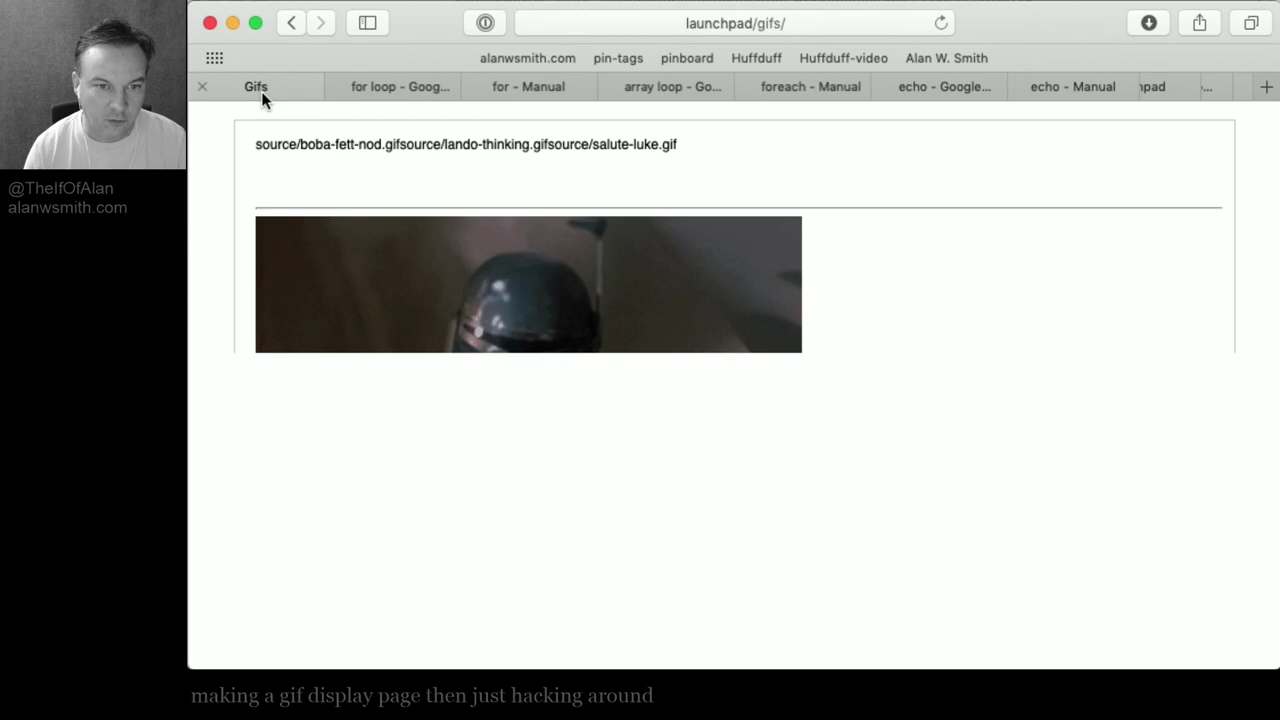 launchpad/gifs/
alanwsmith.com pin-tags pinboard Huffduff Huffduff-video Alan W. Smith
Gifs for loop - Goog... for - Manual array loop - Go... foreach - Manual echo - Google... echo - Manual
source/boba-fett-nod.gifsource/lando-thinking.gifsource/salute-luke.gif
@TheIfOfAlan
alanwsmith.com
making a gif display page then just hacking around